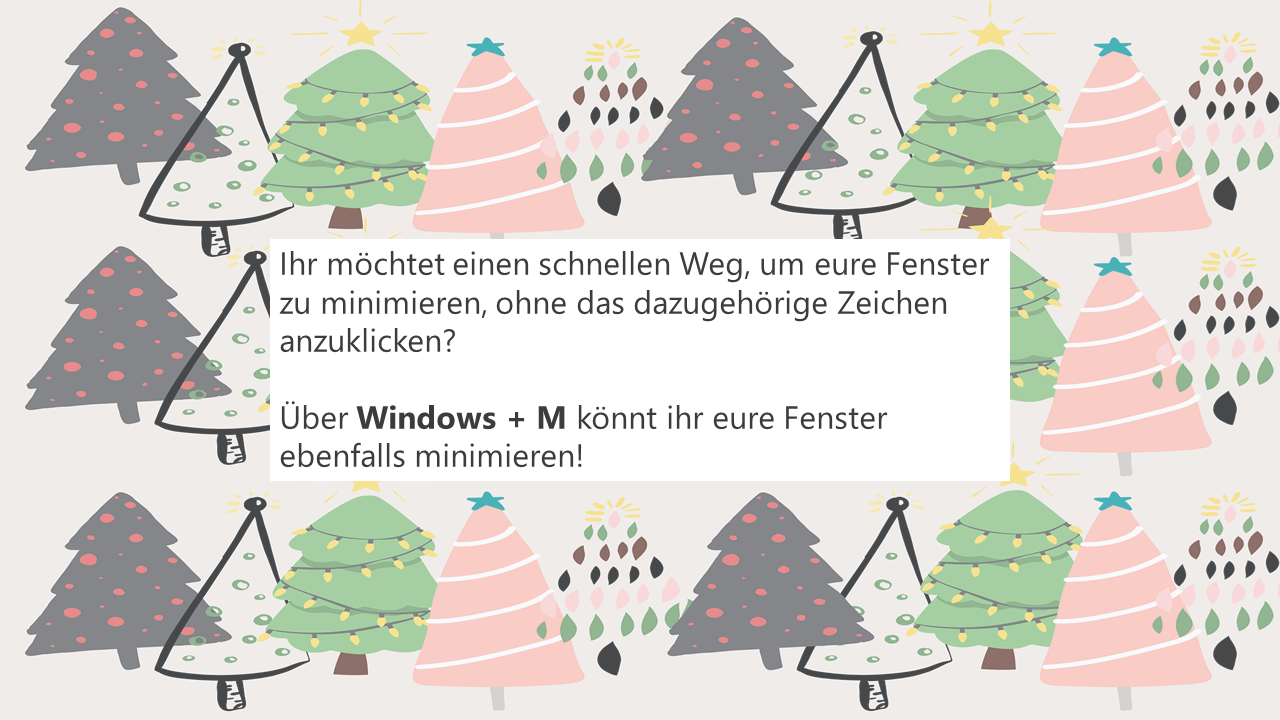 Ihr möchtet einen schnellen Weg, um eure Fenster
zu minimieren, ohne das dazugehörige Zeichen
anzuklicken?
Über Windows + M könnt ihr eure Fenster
ebenfalls minimieren!